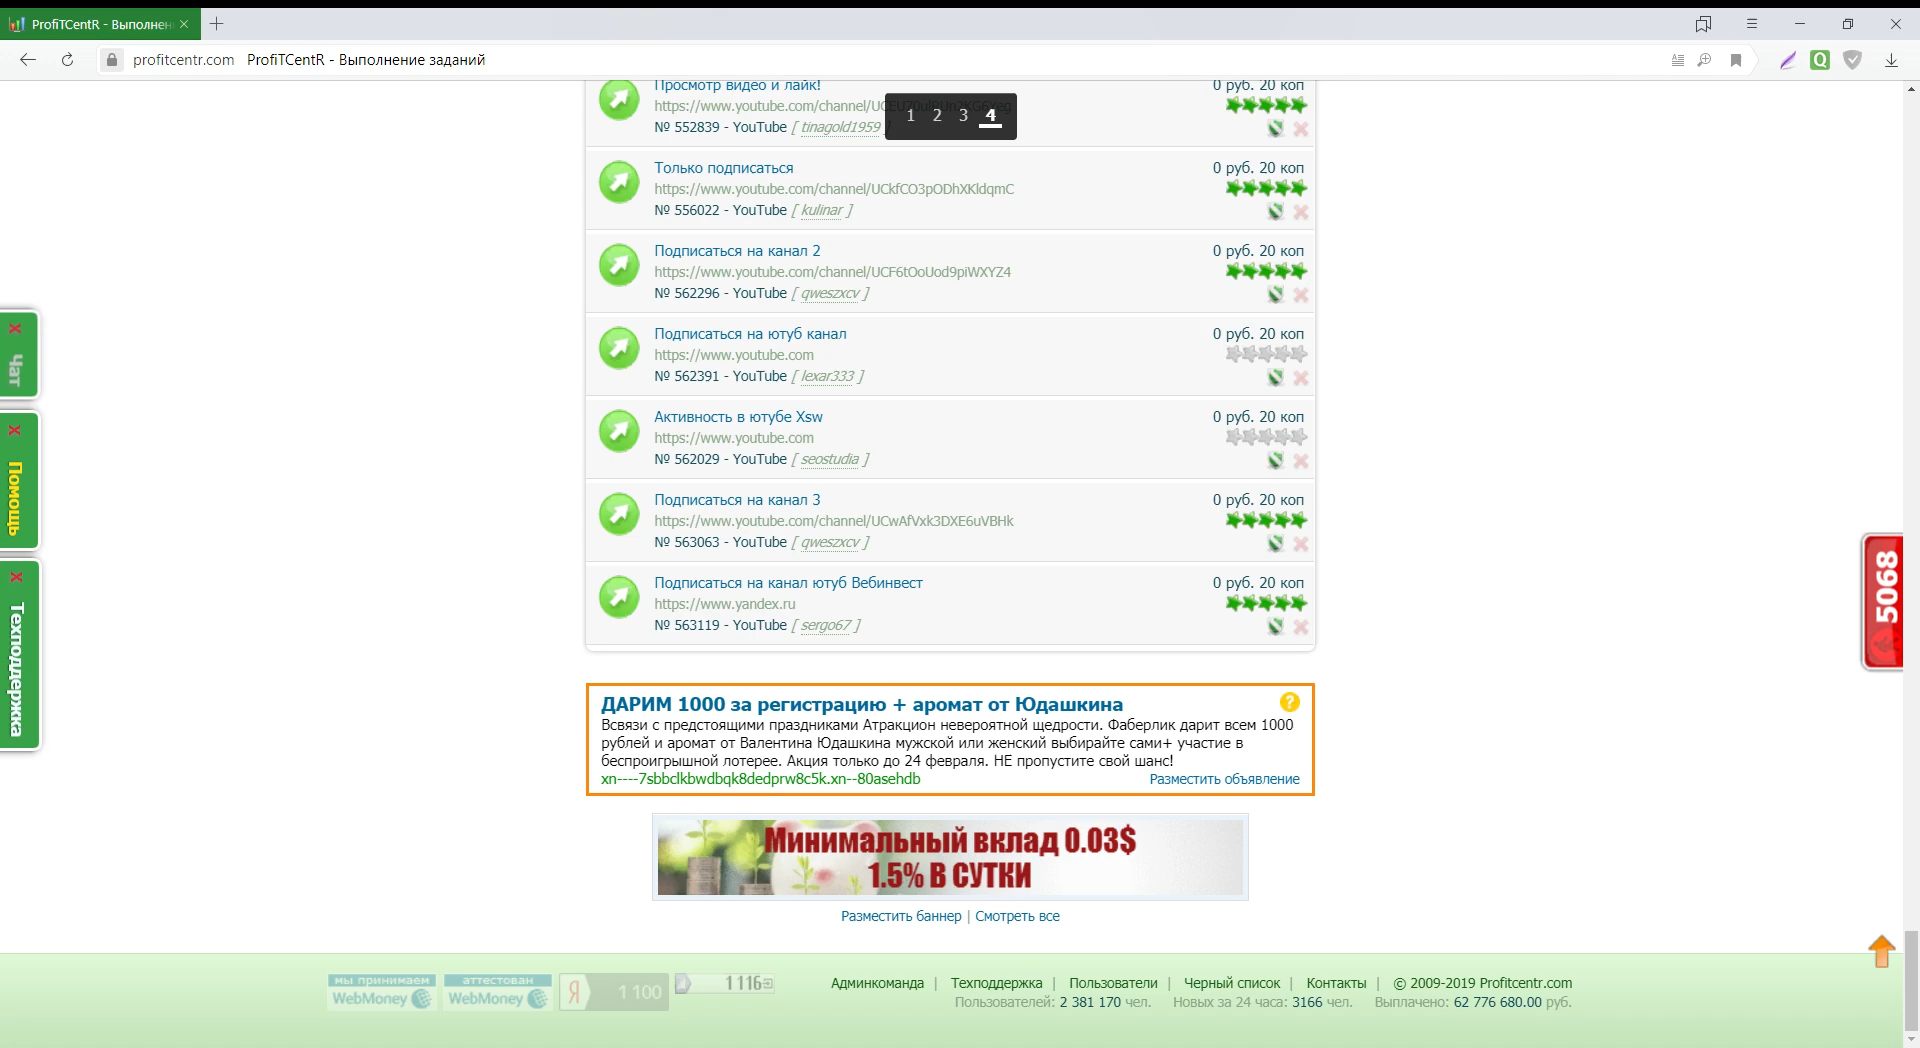 ProfiTCentR - Выполнен
profitcentr.com ProfiTCentR - Выполнение заданий
Просмотр видео и лайк!
0 руб. 20 коп
1 2 3 4
№ 552839 - YouTube [ tinagold1959
Только подписаться
0 руб. 20 коп
https://www.youtube.com/channel/UCkfCO3pODhXKldqmC
№ 556022 - YouTube [ kulinar ]
Подписаться на канал 2
0 руб. 20 коп
https://www.youtube.com/channel/UCF6tOoUod9piWXYZ4
№ 562296 - YouTube [ qweszxcv ]
Подписаться на ютуб канал
0 руб. 20 коп
https://www.youtube.com
№ 562391 - YouTube [ lexar333 ]
Активность в ютубе Xsw
0 руб. 20 коп
https://www.youtube.com
№ 562029 - YouTube [ seostudia ]
Подписаться на канал 3
0 руб. 20 коп
https://www.youtube.com/channel/UCwAfVxk3DXE6uVBHk
№ 563063 - YouTube [ qweszxcv ]
Подписаться на канал ютуб Вебинвест
0 руб. 20 коп
https://www.yandex.ru
№ 563119 - YouTube [ sergo67 ]
X Чат
X Помощь
X Техподдержка
5068
ДАРИМ 1000 за регистрацию + аромат от Юдашкина
?
Всвязи с предстоящими праздниками Атракцион невероятной щедрости. Фаберлик дарит всем 1000
рублей и аромат от Валентина Юдашкина мужской или женский выбирайте сами+ участие в
беспроигрышной лотерее. Акция только до 24 февраля. НЕ пропустите свой шанс!
xn----7sbbclkbwdbqk8dedprw8c5k.xn--80asehdb
Разместить объявление
Минимальный вклад 0.03$
1.5% В СУТКИ
Разместить баннер | Смотреть все
мы принимаем
WebMoney
аттестован
WebMoney
Я 1 100
1 116
Админкоманда | Техподдержка | Пользователи | Черный список | Контакты | © 2009-2019 Profitcentr.com
Пользователей: 2 381 170 чел. Новых за 24 часа: 3166 чел. Выплачено: 62 776 680.00 руб.